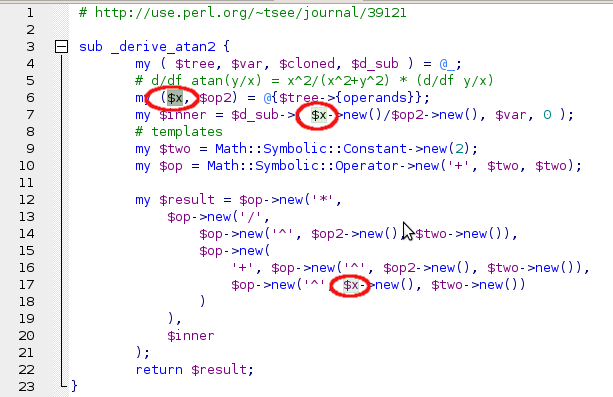 1 # http://use.perl.org/~tsee/journal/39121
2
3 sub _derive_atan2 {
4 my ( $tree, $var, $cloned, $d_sub ) = @_;
5 # d/df atan(y/x) = x^2/(x^2+y^2) * (d/df y/x)
6 my ($x, $op2) = @{$tree->{operands}};
7 my $inner = $d_sub-> $x->new()/$op2->new(), $var, 0 );
8 # templates
9 my $two = Math::Symbolic::Constant->new(2);
10 my $op = Math::Symbolic::Operator->new('+', $two, $two);
11
12 my $result = $op->new('*',
13 $op->new('/',
14 $op->new('^', $op2->new(), $two->new()),
15 $op->new(
16 '+', $op->new('^', $op2->new(), $two->new()),
17 $op->new('^' $x->new(), $two->new())
18 )
19 ),
20 $inner
21 );
22 return $result;
23 }